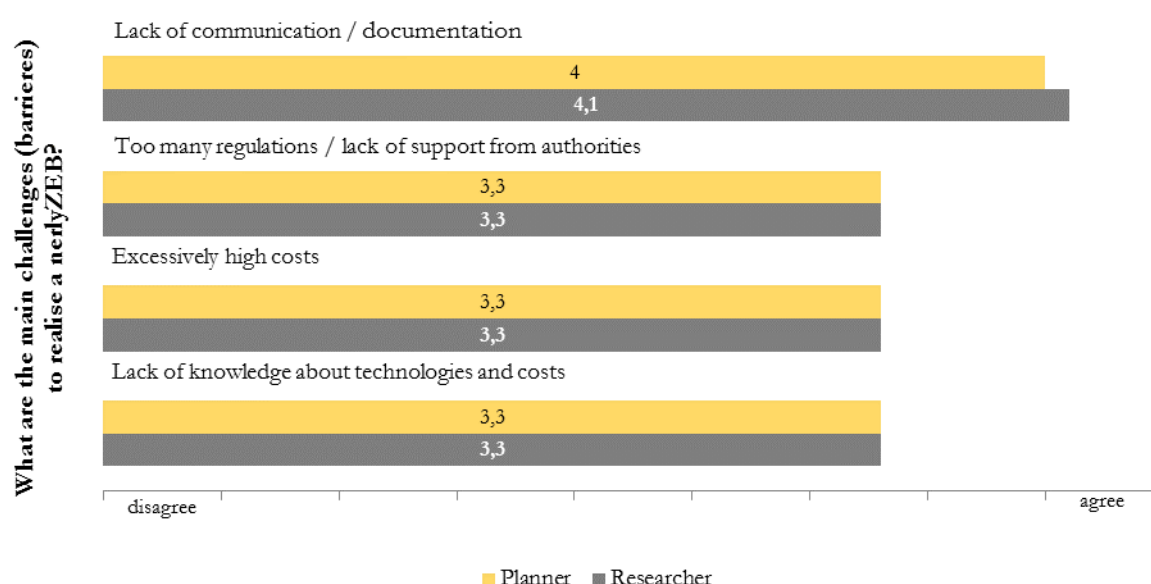 What are the main challenges (barrieres)
to realise a nerlyZEB?
Lack of communication / documentation
4
4,1
Too many regulations / lack of support from authorities
3,3
3,3
Excessively high costs
3,3
3,3
Lack of knowledge about technologies and costs
3,3
3,3
disagree
agree
Planner
Researcher